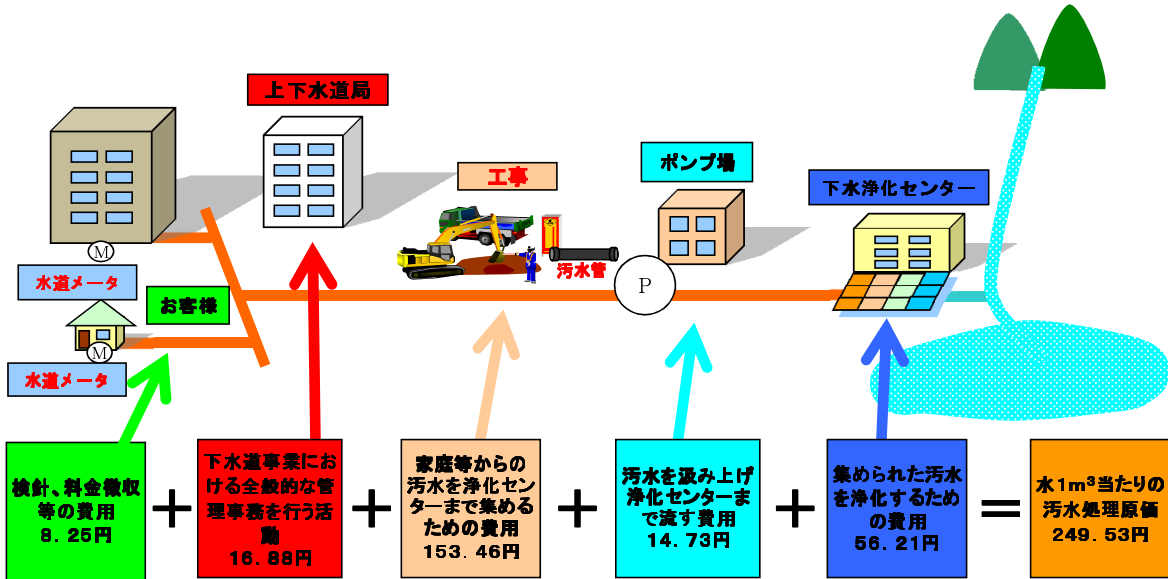 上下水道局
工事
ポンプ場
下水浄化センター
汚水管
P
M
水道メータ
お客様
M
水道メータ
検針、料金徴収
等の費用
8.25円
+
下水道事業にお
ける全般的な管
理事務を行う活
動
16.88円
+
家庭等からの
汚水を浄化セン
ターまで集める
ための費用
153.46円
+
汚水を汲み上げ
浄化センターま
で流す費用
14.73円
+
集められた汚水
を浄化するため
の費用
56.21円
=
水1m³当たりの
汚水処理原価
249.53円